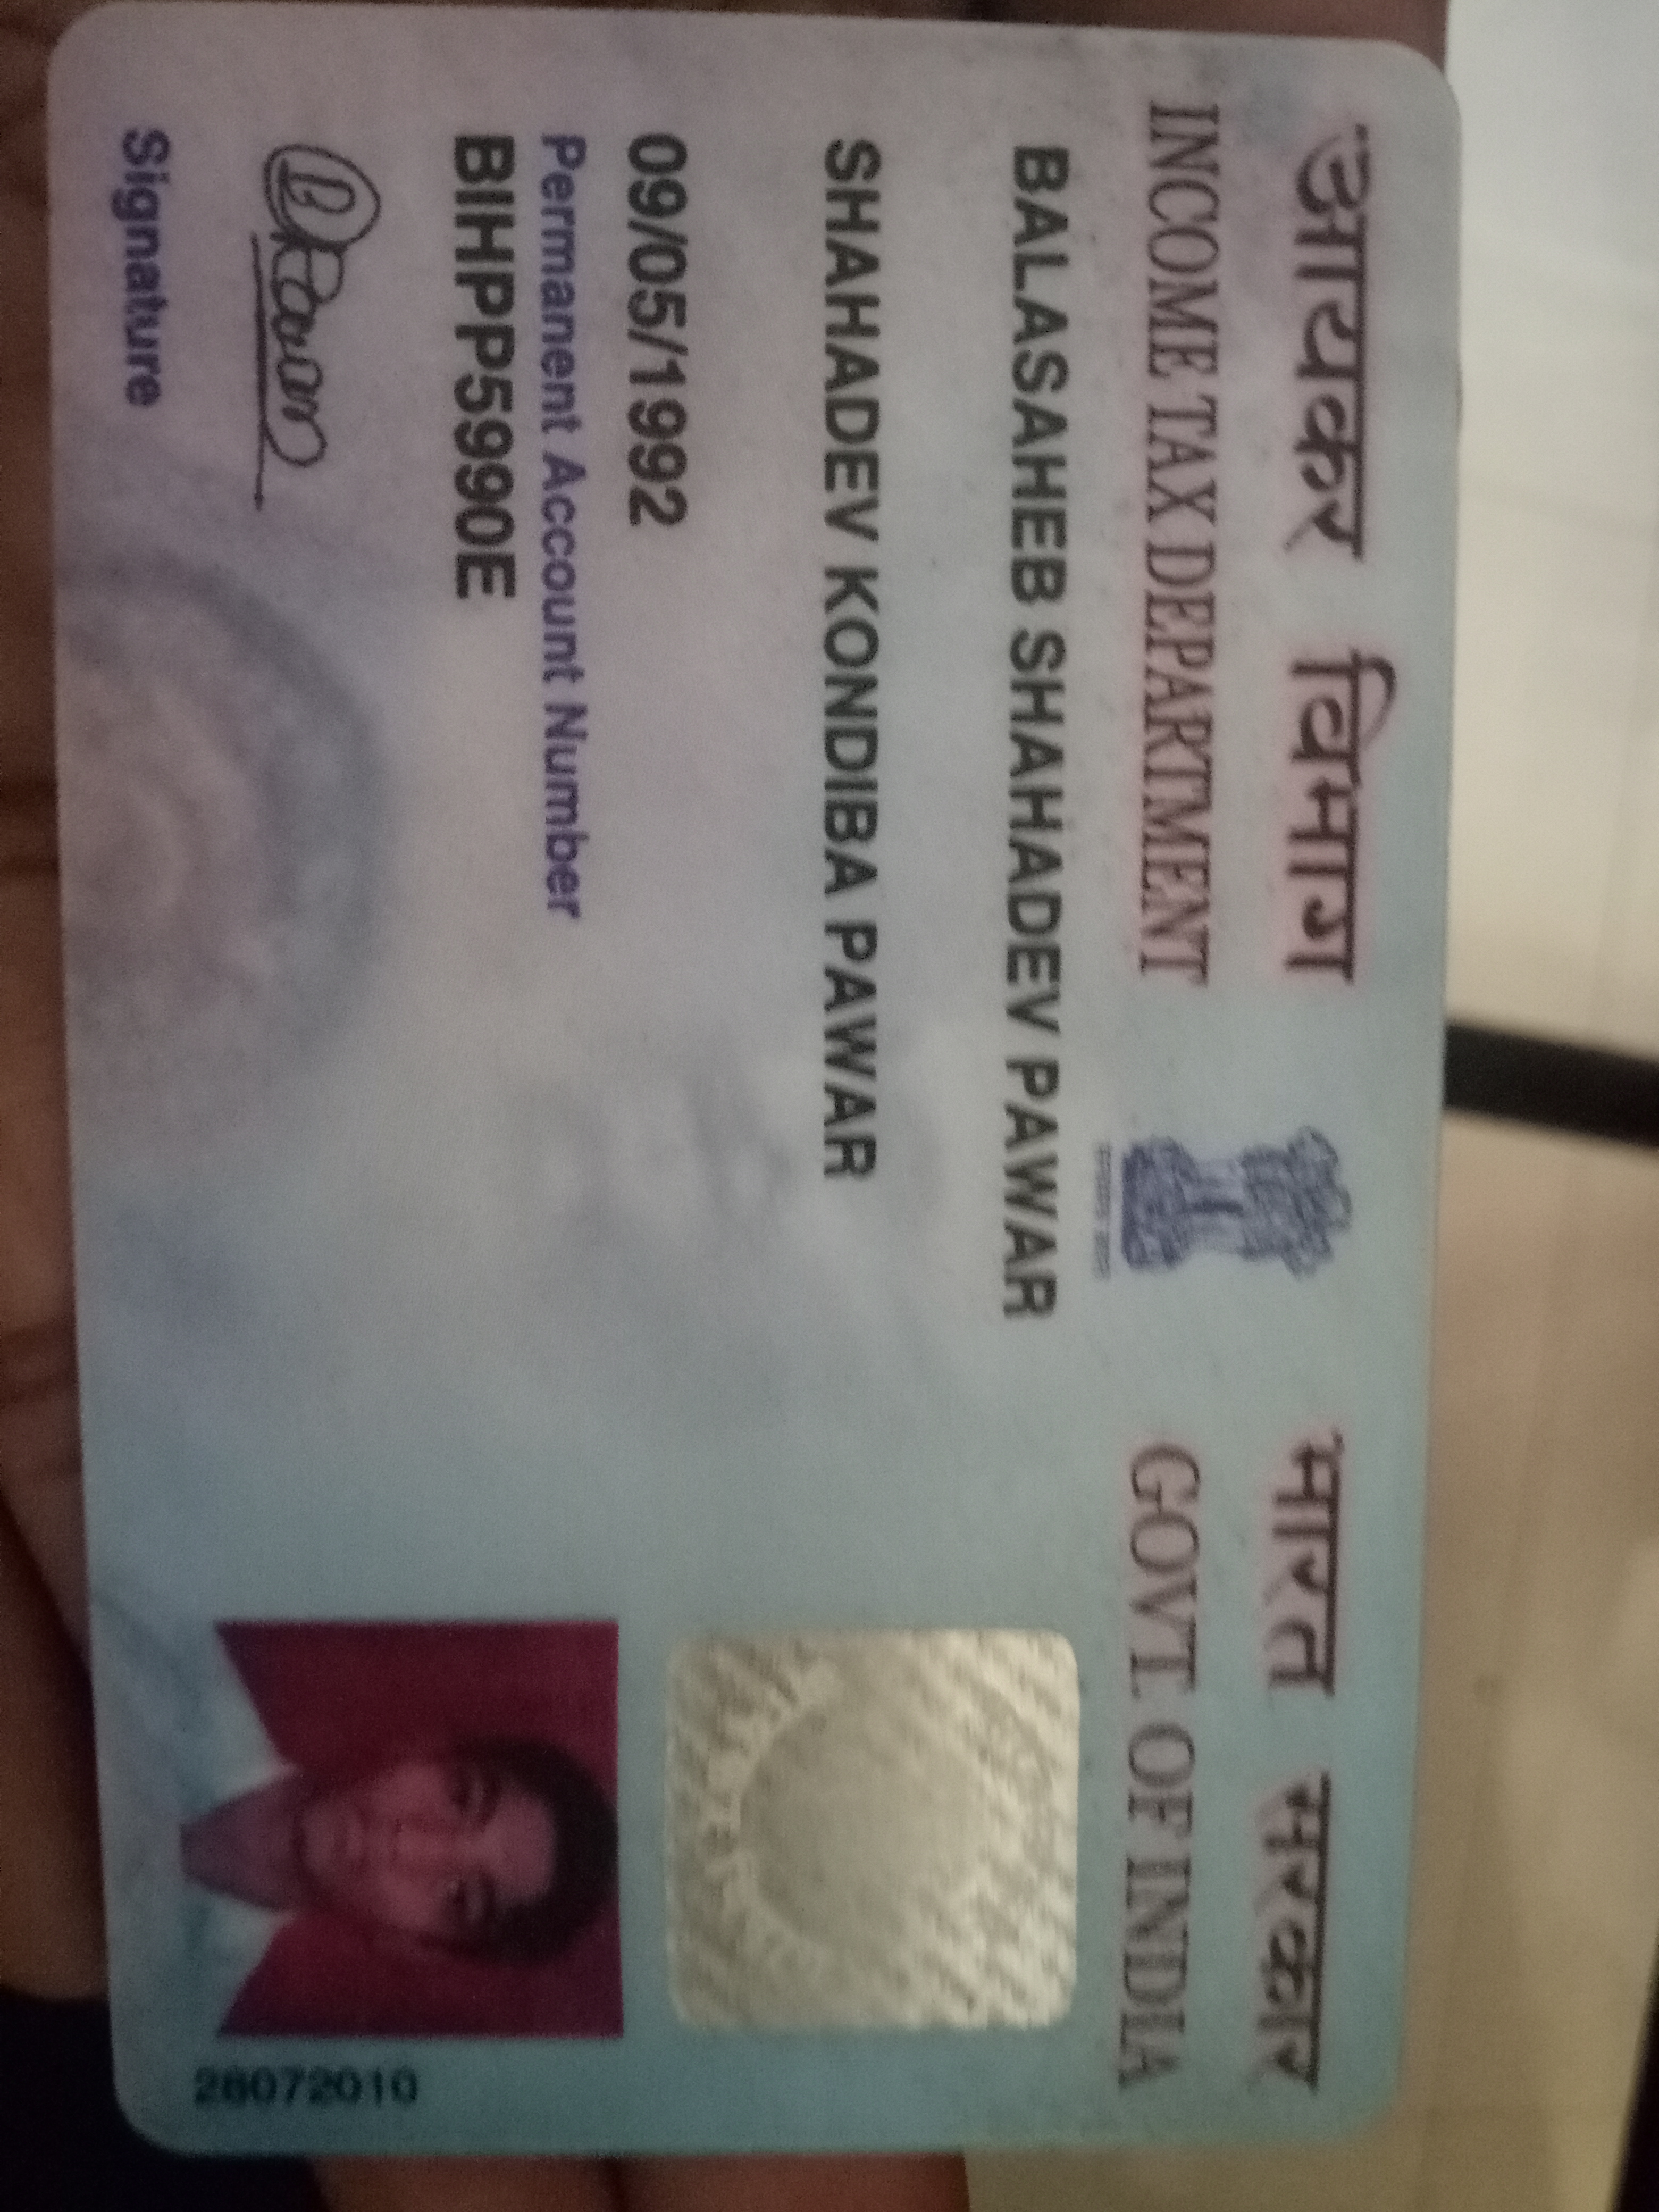 आयकर विभाग
INCOME TAX DEPARTMENT
भारत सरकार
GOVT. OF INDIA
BALASAHEB SHAHADEV PAWAR
SHAHADEV KONDIBA PAWAR
09/05/1992
Permanent Account Number
BIHPP5990E
BPawar
Signature
28072010